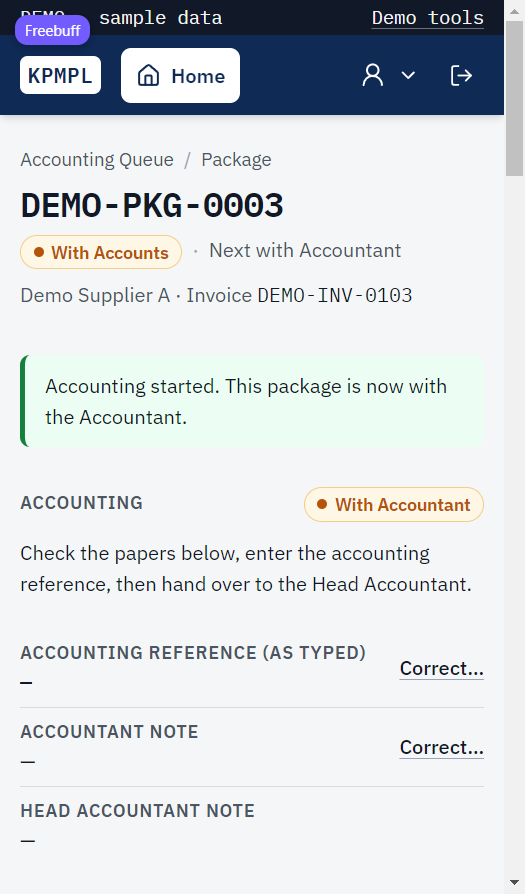 DEMO sample data Demo tools
Freebuff
KPMPL Home
Accounting Queue / Package
DEMO-PKG-0003
With Accounts · Next with Accountant
Demo Supplier A · Invoice DEMO-INV-0103
Accounting started. This package is now with
the Accountant.
ACCOUNTING With Accountant
Check the papers below, enter the accounting
reference, then hand over to the Head Accountant.
ACCOUNTING REFERENCE (AS TYPED)
—
Correct…
ACCOUNTANT NOTE
—
Correct…
HEAD ACCOUNTANT NOTE
—